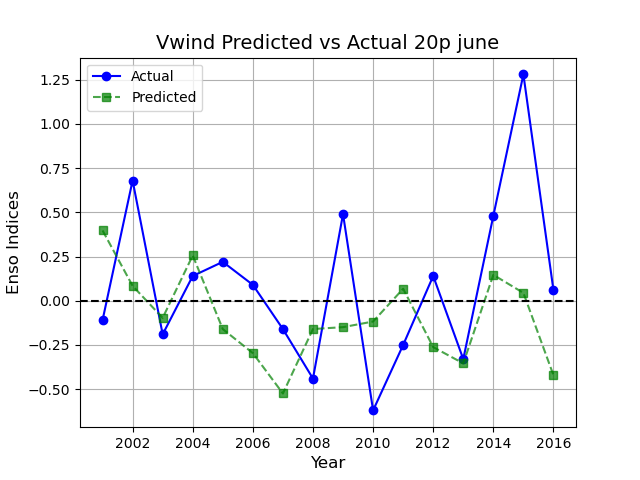 Vwind Predicted vs Actual 20p june
Actual
Predicted
1.25
1.00
0.75
0.50
0.25
0.00
−0.25
−0.50
Enso Indices
2002 2004 2006 2008 2010 2012 2014 2016
Year